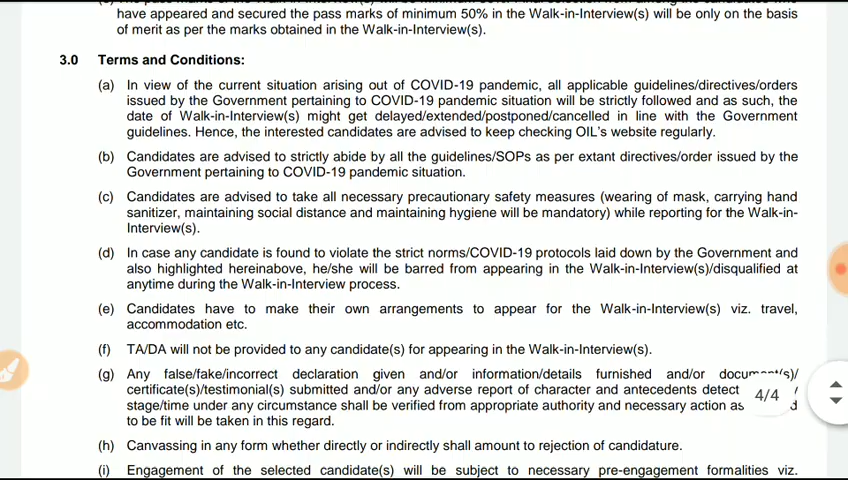 have appeared and secured the pass marks of minimum 50% in the Walk-in-Interview(s) will be only on the basis
of merit as per the marks obtained in the Walk-in-Interview(s).
3.0 Terms and Conditions:
(a) In view of the current situation arising out of COVID-19 pandemic, all applicable guidelines/directives/orders
issued by the Government pertaining to COVID-19 pandemic situation will be strictly followed and as such, the
date of Walk-in-Interview(s) might get delayed/extended/postponed/cancelled in line with the Government
guidelines. Hence, the interested candidates are advised to keep checking OIL's website regularly.
(b) Candidates are advised to strictly abide by all the guidelines/SOPs as per extant directives/order issued by the
Government pertaining to COVID-19 pandemic situation.
(c) Candidates are advised to take all necessary precautionary safety measures (wearing of mask, carrying hand
sanitizer, maintaining social distance and maintaining hygiene will be mandatory) while reporting for the Walk-in-
Interview(s).
(d) In case any candidate is found to violate the strict norms/COVID-19 protocols laid down by the Government and
also highlighted hereinabove, he/she will be barred from appearing in the Walk-in-Interview(s)/disqualified at
anytime during the Walk-in-Interview process.
(e) Candidates have to make their own arrangements to appear for the Walk-in-Interview(s) viz. travel,
accommodation etc.
(f) TA/DA will not be provided to any candidate(s) for appearing in the Walk-in-Interview(s).
(g) Any false/fake/incorrect declaration given and/or information/details furnished and/or document(s)/
certificate(s)/testimonial(s) submitted and/or any adverse report of character and antecedents detect
4/4
stage/time under any circumstance shall be verified from appropriate authority and necessary action as
to be fit will be taken in this regard.
(h) Canvassing in any form whether directly or indirectly shall amount to rejection of candidature.
(i) Engagement of the selected candidate(s) will be subject to necessary pre-engagement formalities viz.